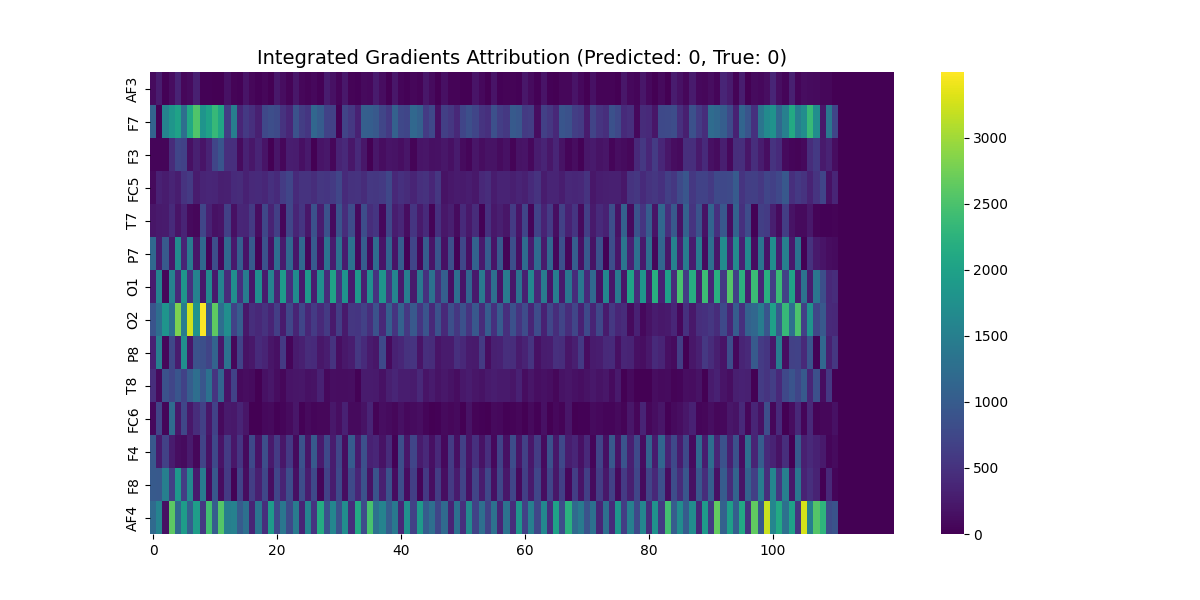 Integrated Gradients Attribution (Predicted: 0, True: 0)
AF3
F7
F3
FC5
T7
P7
O1
O2
P8
T8
FC6
F4
F8
AF4
0 20 40 60 80 100
3000
2500
2000
1500
1000
500
0